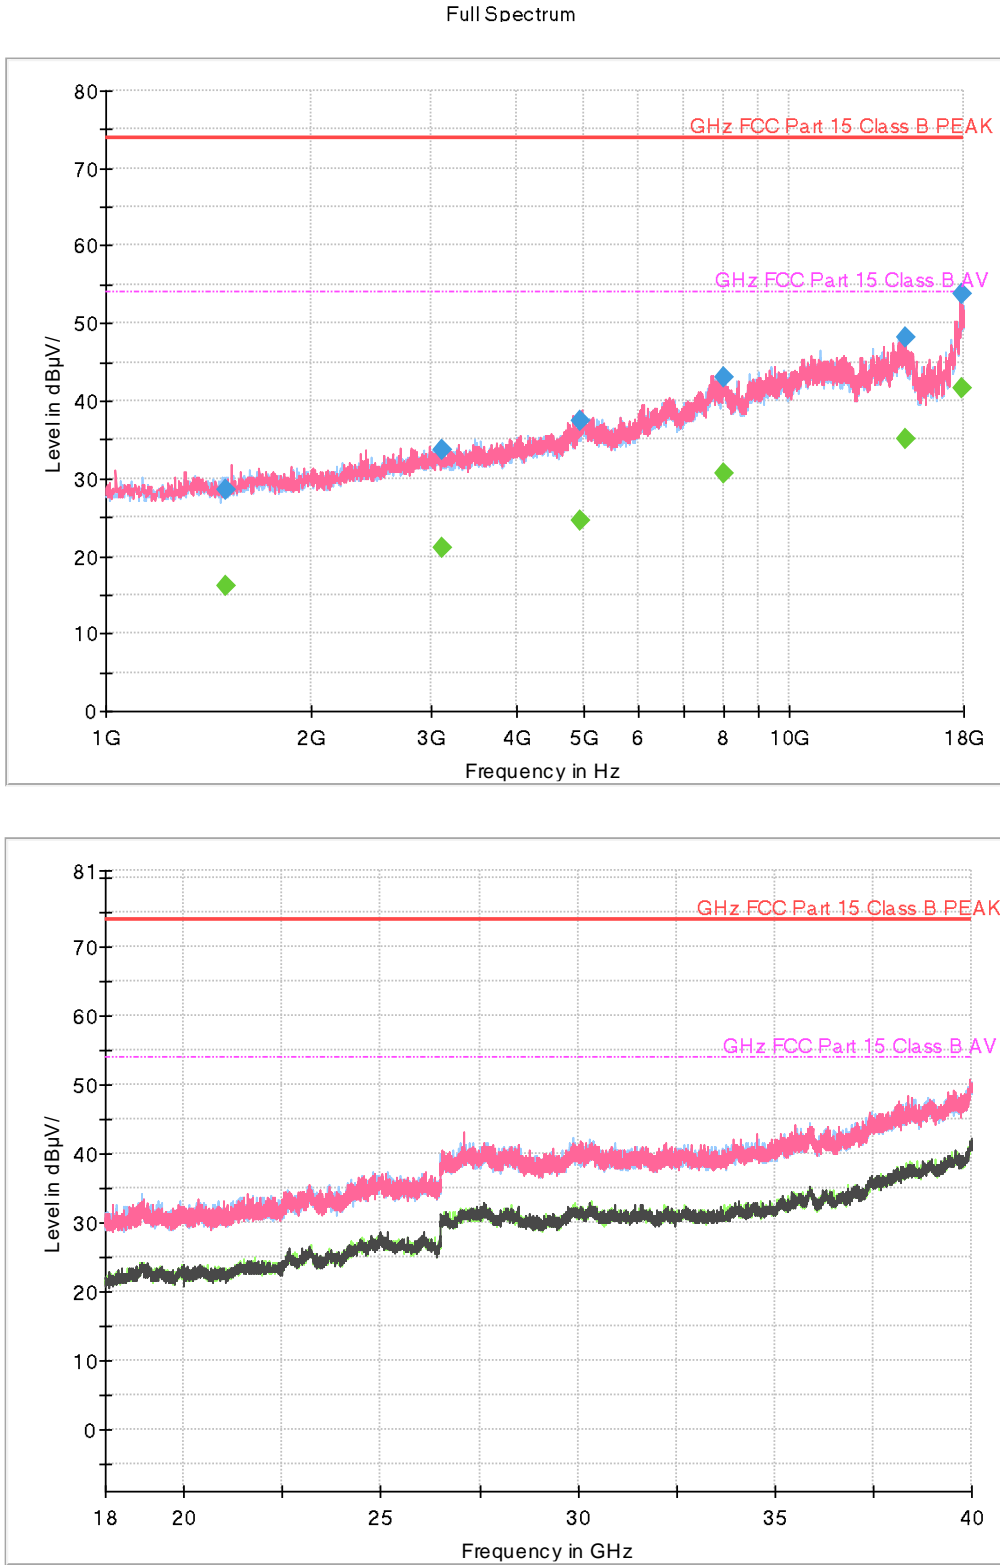 Full Spectrum
80
70
60
50
40
30
20
10
0
Level in dBµV/
GHz FCC Part 15 Class B PEAK
GHz FCC Part 15 Class B AV
1G 2G 3G 4G 5G 6 8 10G 18G
Frequency in Hz
81
70
60
50
40
30
20
10
0
Level in dBµV/
GHz FCC Part 15 Class B PEAK
GHz FCC Part 15 Class B AV
18 20 25 30 35 40
Frequency in GHz